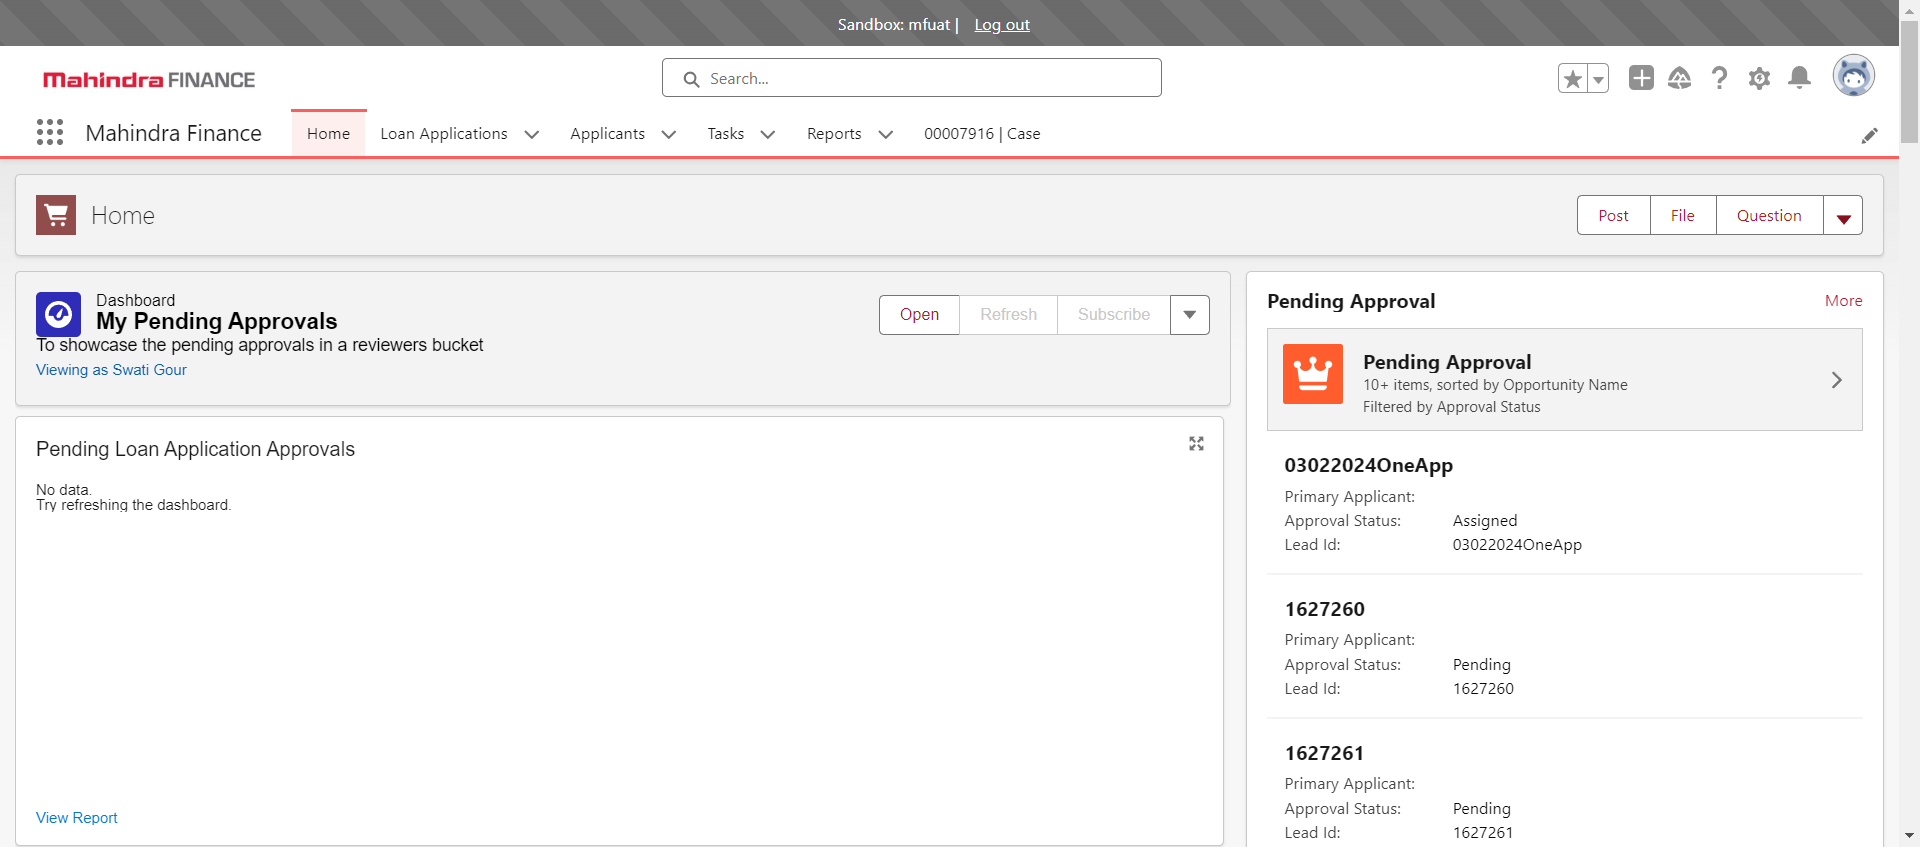 Sandbox: mfuat | Log out
Mahindra FINANCE
Search...
Mahindra Finance
Home
Loan Applications
Applicants
Tasks
Reports
00007916 | Case
Home
Post
File
Question
Dashboard
My Pending Approvals
To showcase the pending approvals in a reviewers bucket
Viewing as Swati Gour
Open
Refresh
Subscribe
Pending Loan Application Approvals
No data.
Try refreshing the dashboard.
View Report
Pending Approval
More
Pending Approval
10+ items, sorted by Opportunity Name
Filtered by Approval Status
03022024OneApp
Primary Applicant:
Approval Status: Assigned
Lead Id: 03022024OneApp
1627260
Primary Applicant:
Approval Status: Pending
Lead Id: 1627260
1627261
Primary Applicant:
Approval Status: Pending
Lead Id: 1627261